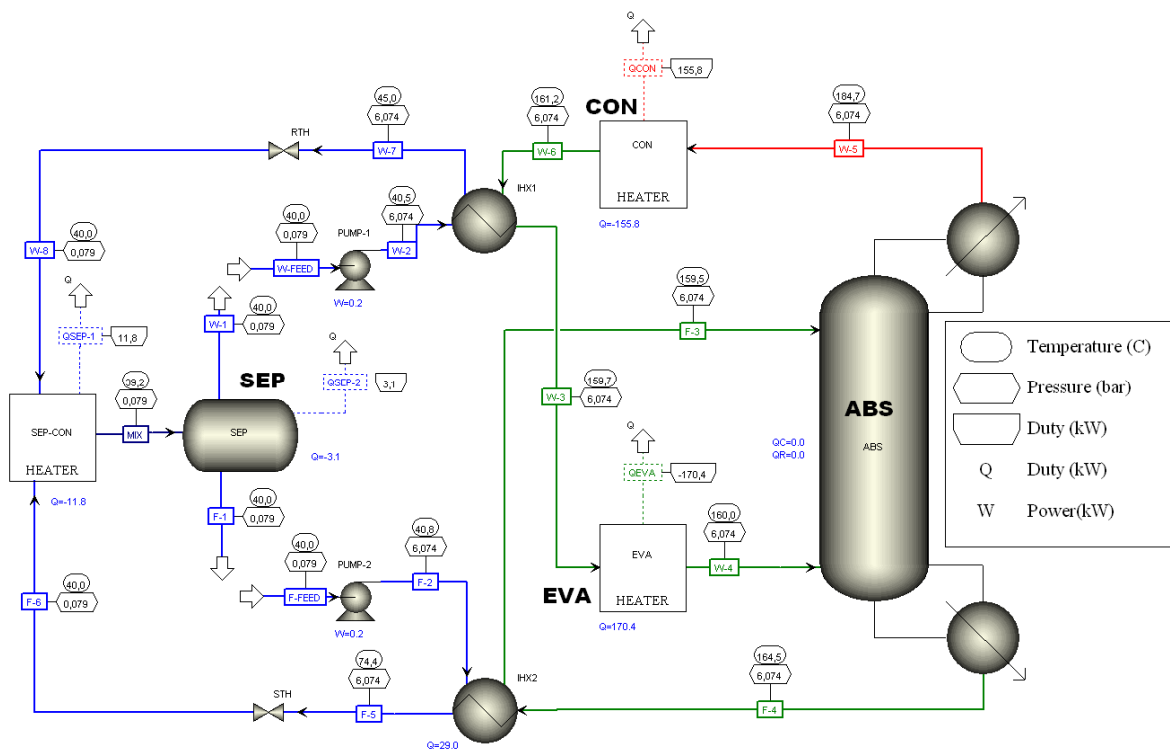 Q
QCON
155,8
CON
CON
HEATER
Q=-155.8
45,0
6,074
W-7
RTH
161,2
6,074
W-6
184,7
6,074
W-5
IHX1
40,5
6,074
W-2
40,0
0,079
W-FEED
PUMP-1
W=0.2
40,0
0,079
W-8
Q
QSEP-1
11,8
40,0
0,079
W-1
Q
QSEP-2
3,1
SEP
SEP
Q=-3.1
39,2
0,079
MIX
SEP-CON
HEATER
Q=-11.8
40,0
0,079
F-1
159,5
6,074
F-3
159,7
6,074
W-3
ABS
ABS
QC=0.0
QR=0.0
Temperature (C)
Pressure (bar)
Duty (kW)
Q Duty (kW)
W Power(kW)
Q
QEVA
-170,4
EVA
EVA
HEATER
Q=170.4
160,0
6,074
W-4
40,0
0,079
F-6
40,0
0,079
F-FEED
PUMP-2
W=0.2
40,8
6,074
F-2
74,4
6,074
F-5
STH
IHX2
Q=29.0
164,5
6,074
F-4